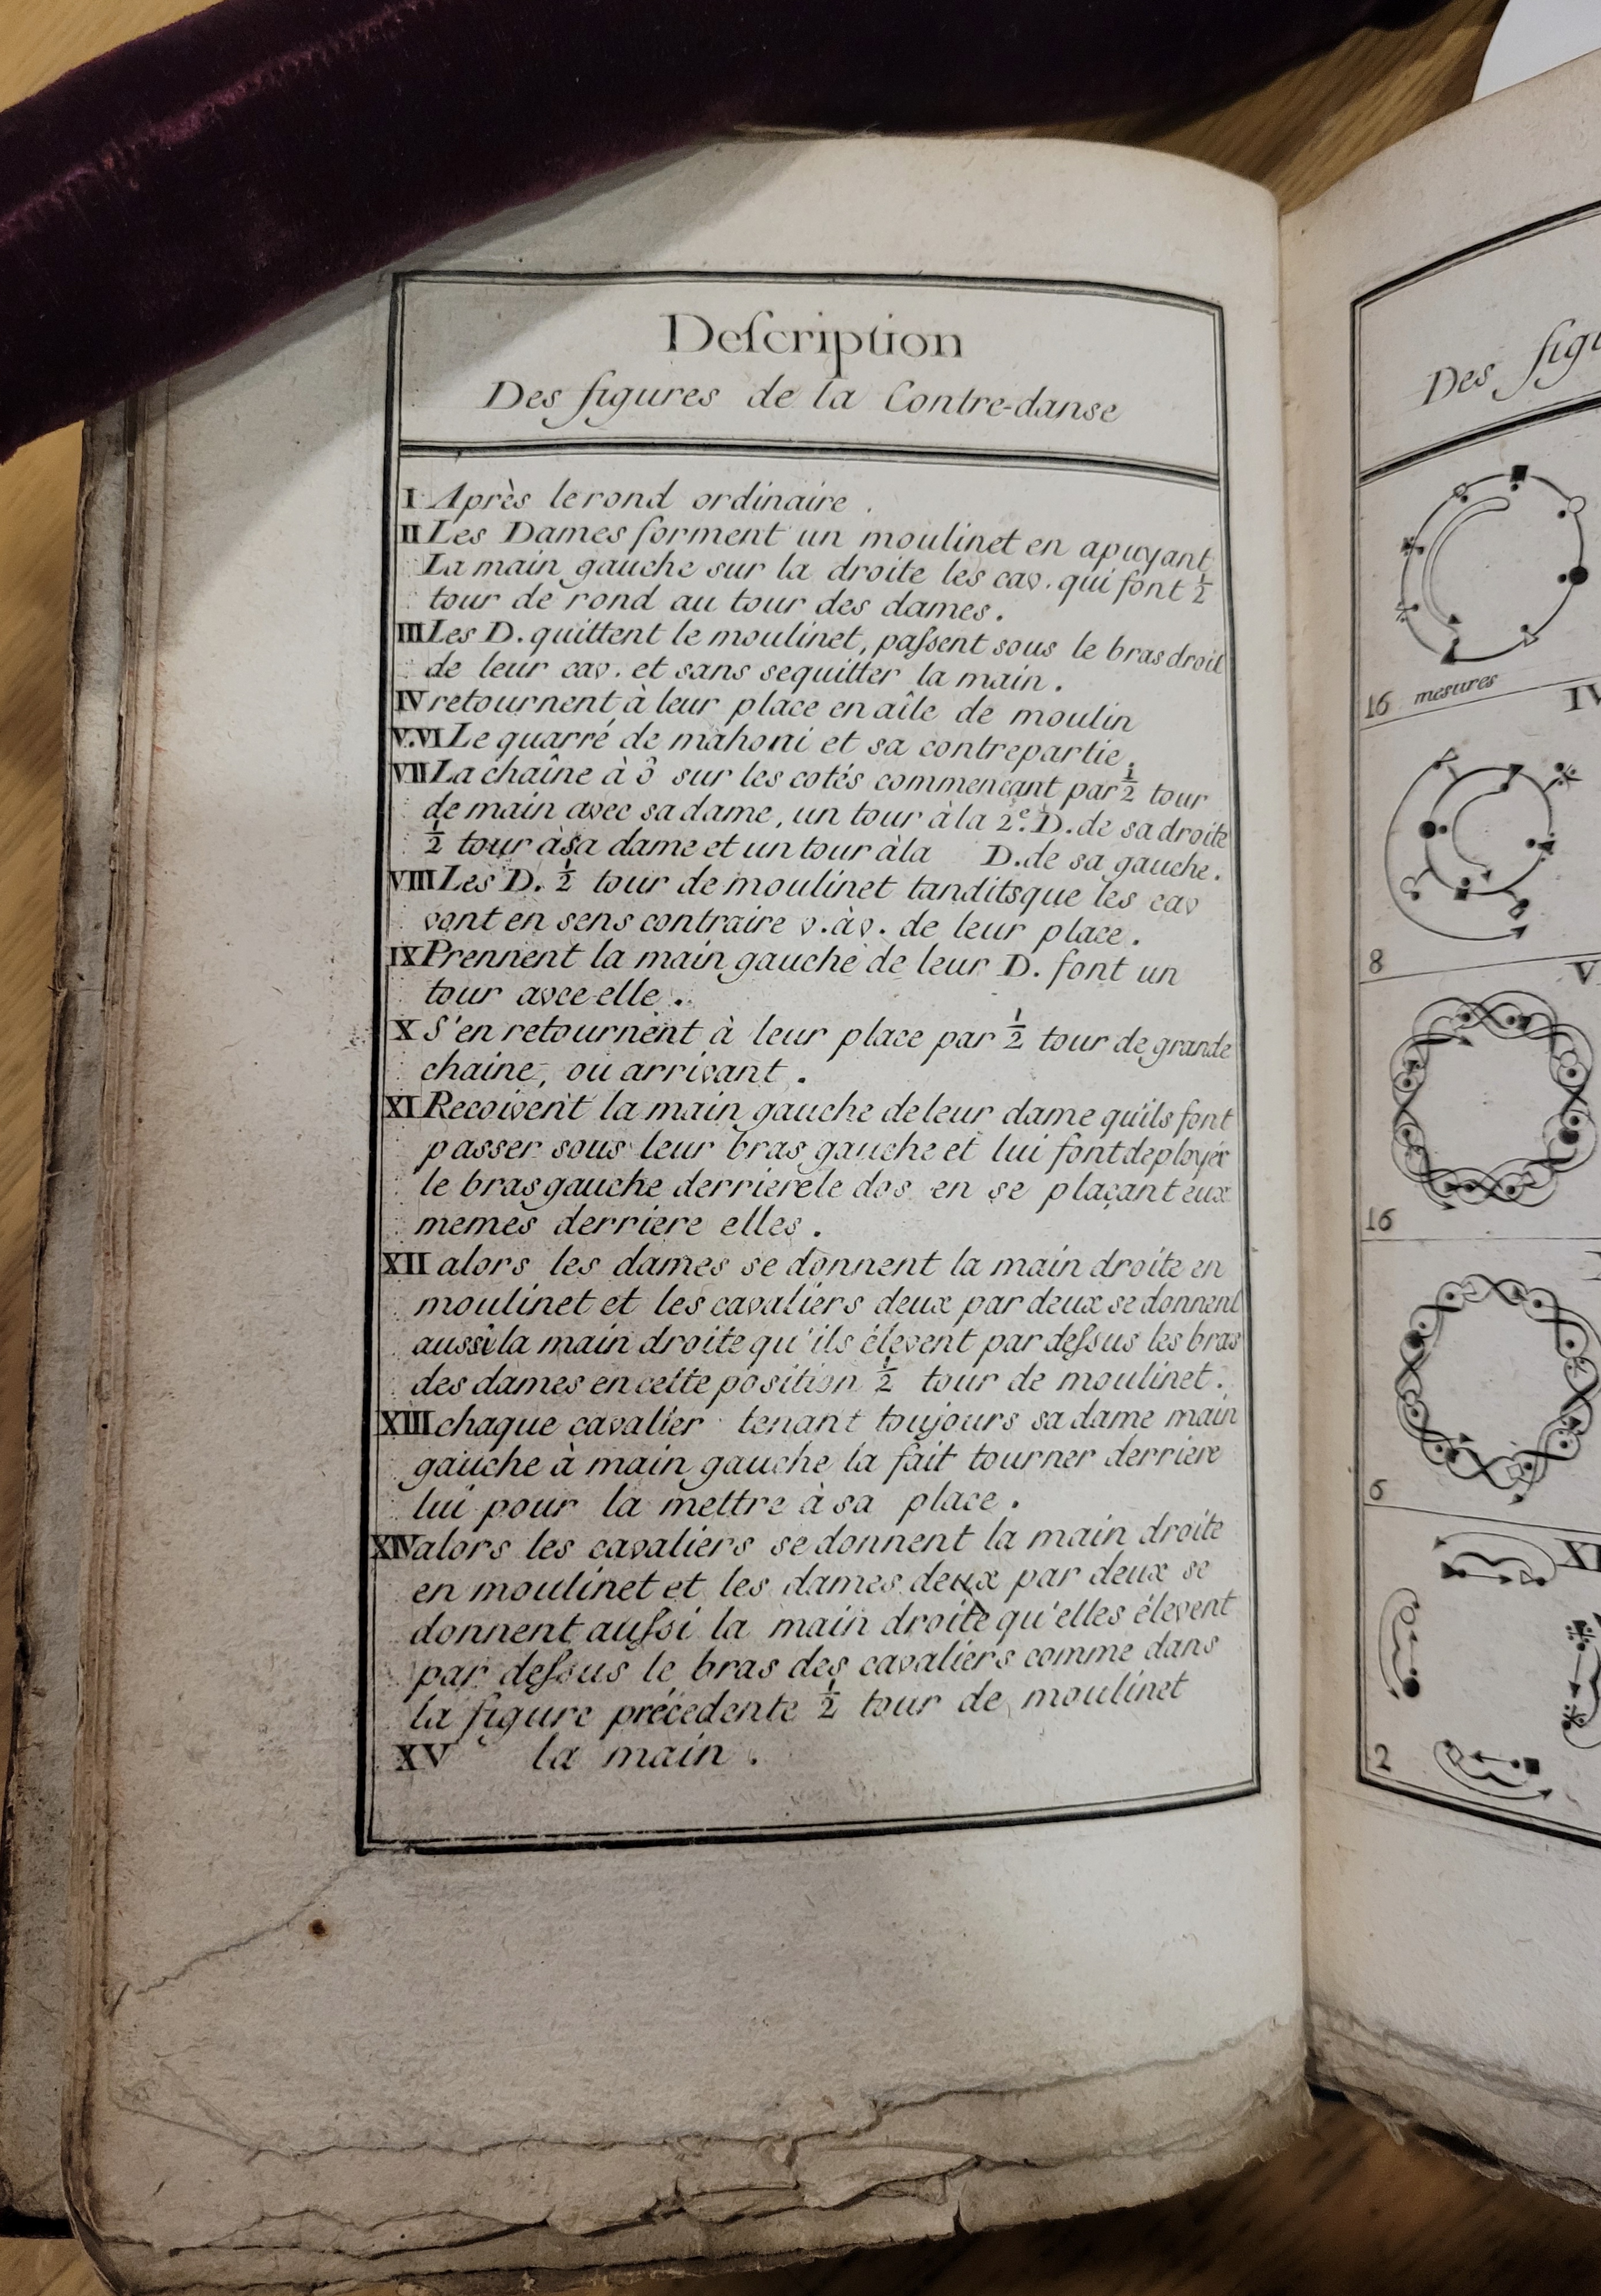 Deſcription
Des figures de la Contre-danse
I Après le rond ordinaire.
II Les Dames forment un moulinet en apuyant
La main gauche sur la droite les cav. qui font ½
tour de rond au tour des dames.
III Les D. quittent le moulinet, paſsent sous le bras droit
de leur cav. et sans se quitter la main.
IV retournent à leur place en aîle de moulin
V.VI Le quarré de mahoni et sa contrepartie.
VII La chaîne à 3 sur les cotés commencant par ½ tour
de main avec sa dame, un tour à la 2.e D. de sa droite
½ tour à sa dame et un tour à la D. de sa gauche.
VIII Les D. ½ tour de moulinet tanditsque les cav
vont en sens contraire v. à v. de leur place.
IX Prennent la main gauche de leur D. font un
tour avec elle.
X S'en retournent à leur place par ½ tour de grande
chaine, ou arrivant.
XI Recoivent la main gauche de leur dame qu'ils font
passer sous leur bras gauche et lui font deployér
le bras gauche derriere le dos en se plaçant eux
memes derriere elles.
XII alors les dames se donnent la main droite en
moulinet et les cavaliers deux par deux se donnent
aussi la main droite qu'ils élevent par deſsus les bras
des dames en cette position ½ tour de moulinet.
XIII chaque cavalier tenant toujours sa dame main
gauche à main gauche la fait tourner derriere
lui pour la mettre à sa place.
XIV alors les cavaliers se donnent la main droite
en moulinet et les dames deux par deux se
donnent auſsi la main droite qu'elles élevent
par deſsus le bras des cavaliers comme dans
la figure précedente ½ tour de moulinet
XV la main.
Des
16 mesures
8
16
6
2